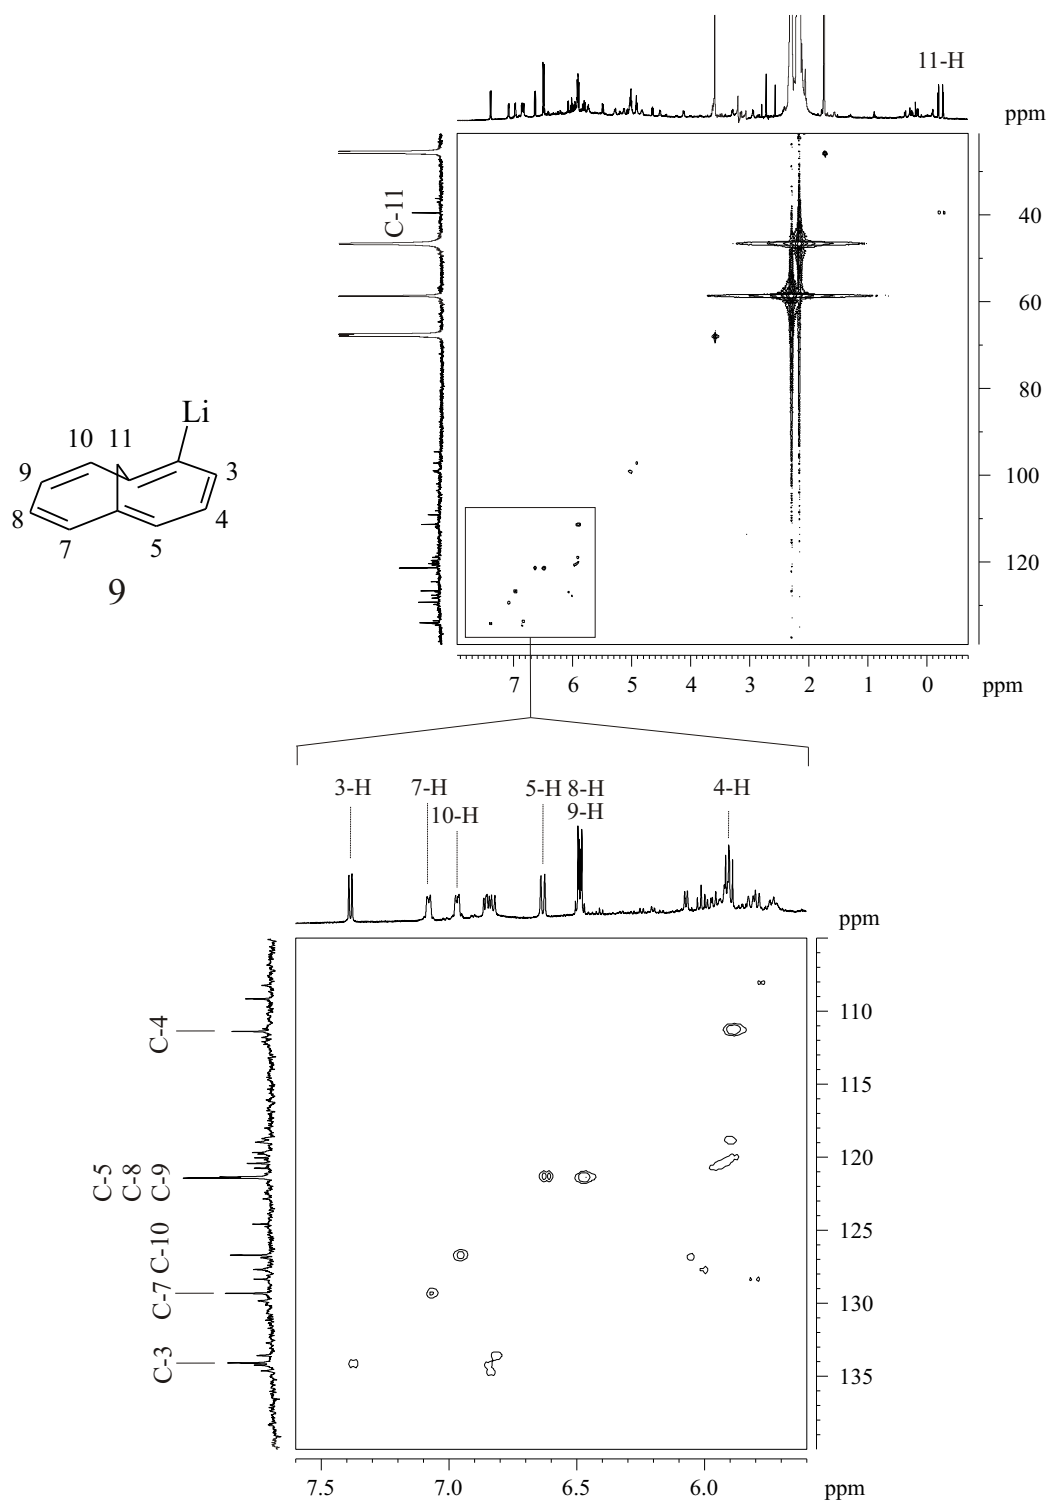 11-H
ppm
C-11
40
60
80
100
120
7 6 5 4 3 2 1 0 ppm
Li
10 11
9 3
8 4
7 5
9
3-H 7-H 5-H 8-H 4-H
10-H 9-H
ppm
C-4
C-5
C-8
C-9
C-10
C-7
C-3
110
115
120
125
130
135
7.5 7.0 6.5 6.0 ppm